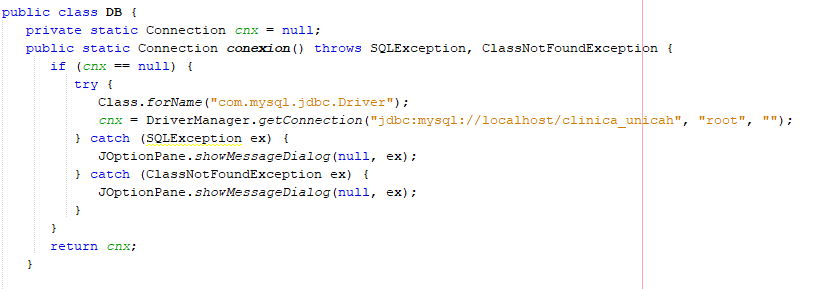 public class DB {
private static Connection cnx = null;
public static Connection conexion() throws SQLException, ClassNotFoundException {
if (cnx == null) {
try {
Class.forName("com.mysql.jdbc.Driver");
cnx = DriverManager.getConnection("jdbc:mysql://localhost/clinica_unicah", "root", "");
} catch (SQLException ex) {
JOptionPane.showMessageDialog(null, ex);
} catch (ClassNotFoundException ex) {
JOptionPane.showMessageDialog(null, ex);
}
}
return cnx;
}